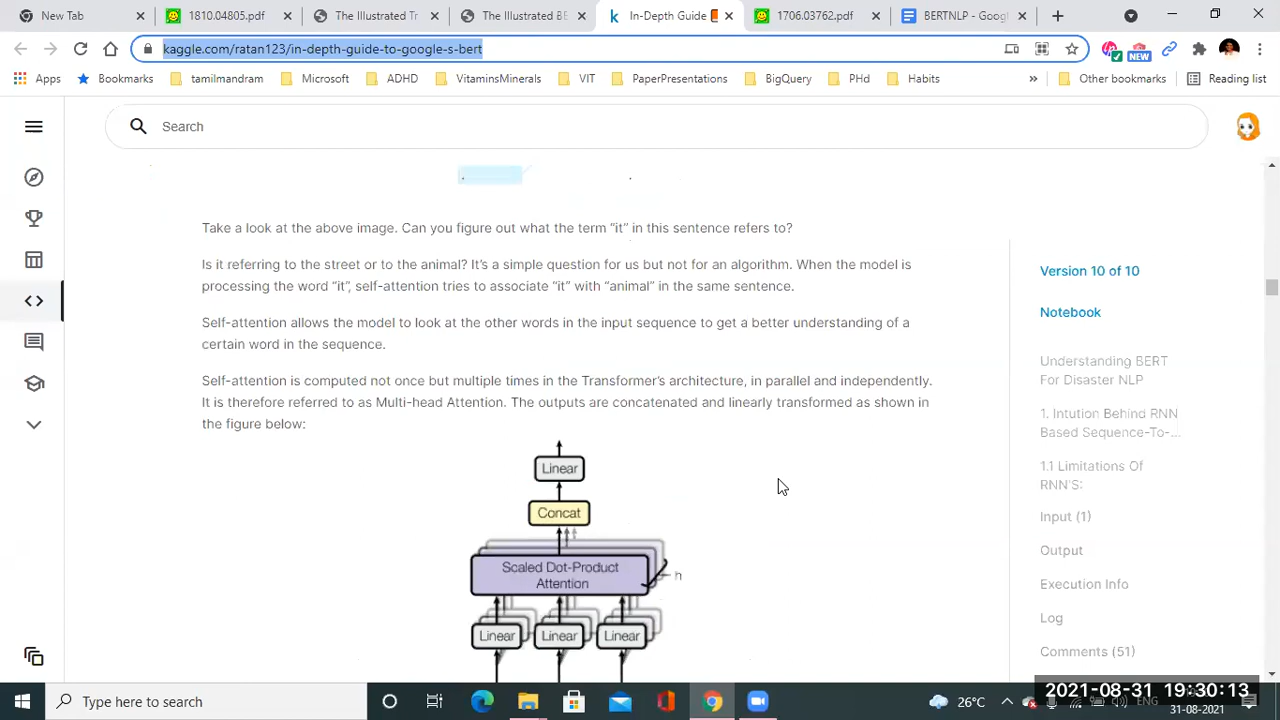 New Tab
1810.04805.pdf
The Illustrated Tr
The Illustrated BE
In-Depth Guide
1706.03762.pdf
BERTNLP - Goog
kaggle.com/ratan123/in-depth-guide-to-google-s-bert
NEW
Apps
Bookmarks
tamilmandram
Microsoft
ADHD
VitaminsMinerals
VIT
PaperPresentations
BigQuery
PHd
Habits
»
Other bookmarks
Reading list
Search
Take a look at the above image. Can you figure out what the term “it” in this sentence refers to?
Is it referring to the street or to the animal? It’s a simple question for us but not for an algorithm. When the model is
processing the word “it”, self-attention tries to associate “it” with “animal” in the same sentence.
Self-attention allows the model to look at the other words in the input sequence to get a better understanding of a
certain word in the sequence.
Self-attention is computed not once but multiple times in the Transformer’s architecture, in parallel and independently.
It is therefore referred to as Multi-head Attention. The outputs are concatenated and linearly transformed as shown in
the figure below:
Linear
Concat
Scaled Dot-Product
Attention
h
Linear
Linear
Linear
Version 10 of 10
Notebook
Understanding BERT
For Disaster NLP
1. Intution Behind RNN
Based Sequence-To-...
1.1 Limitations Of
RNN'S:
Input (1)
Output
Execution Info
Log
Comments (51)
Type here to search
26°C
ENG
2021-08-31 19:30:13
31-08-2021